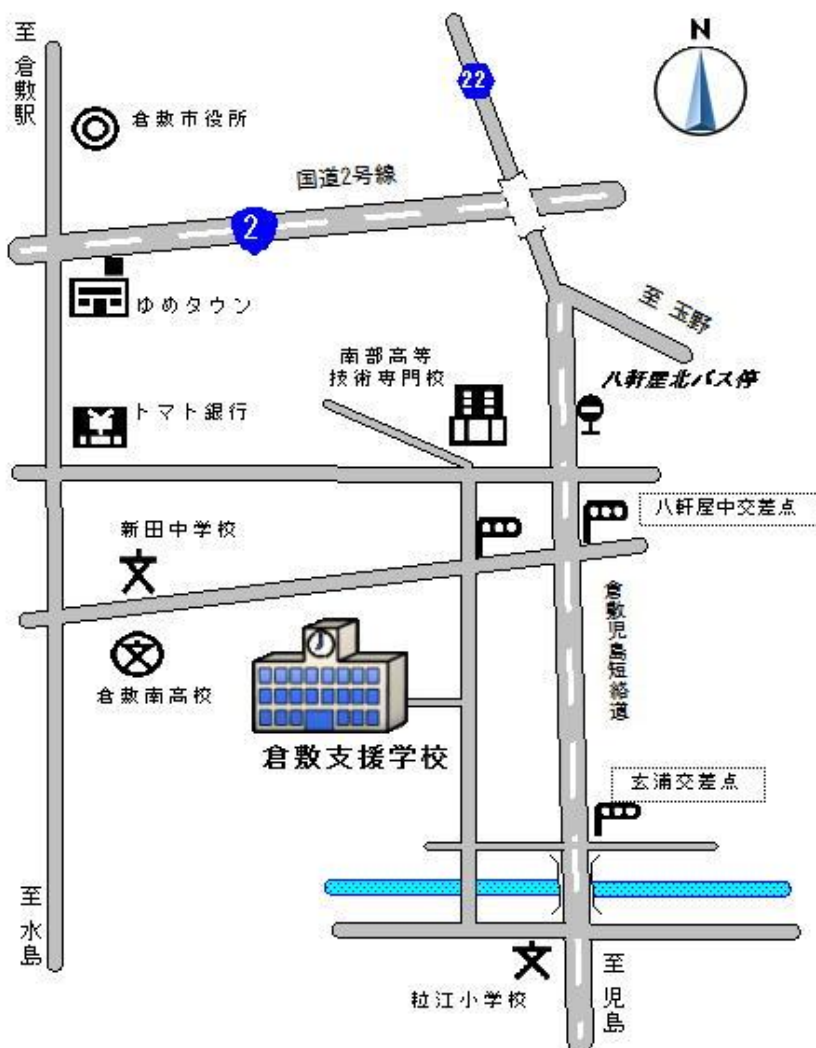 至 倉敷駅
倉敷市役所
22
N
国道2号線
2
ゆめタウン
至 玉野
南部高等
技術専門校
八軒屋北バス停
トマト銀行
八軒屋中交差点
新田中学校
倉敷児島短絡道
倉敷南高校
倉敷支援学校
玄浦交差点
至 水島
粒江小学校
至 児島